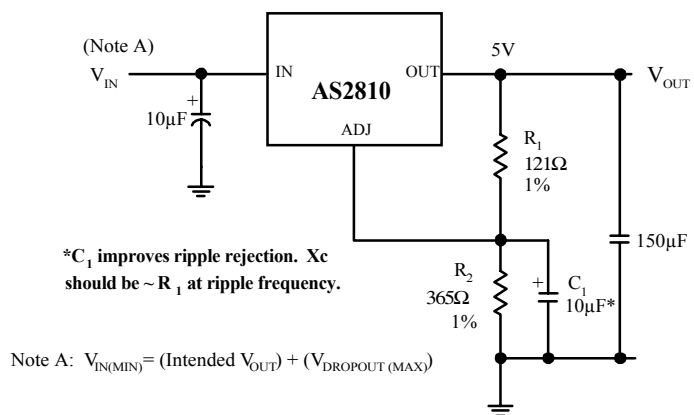 (Note A)
V_IN
IN
AS2810
OUT
ADJ
5V
V_OUT
+
10µF
R_1
121Ω
1%
150µF
*C_1 improves ripple rejection. Xc
should be ~ R_1 at ripple frequency.
R_2
365Ω
1%
+
C_1
10µF*
Note A: V_IN(MIN)= (Intended V_OUT) + (V_DROPOUT (MAX))